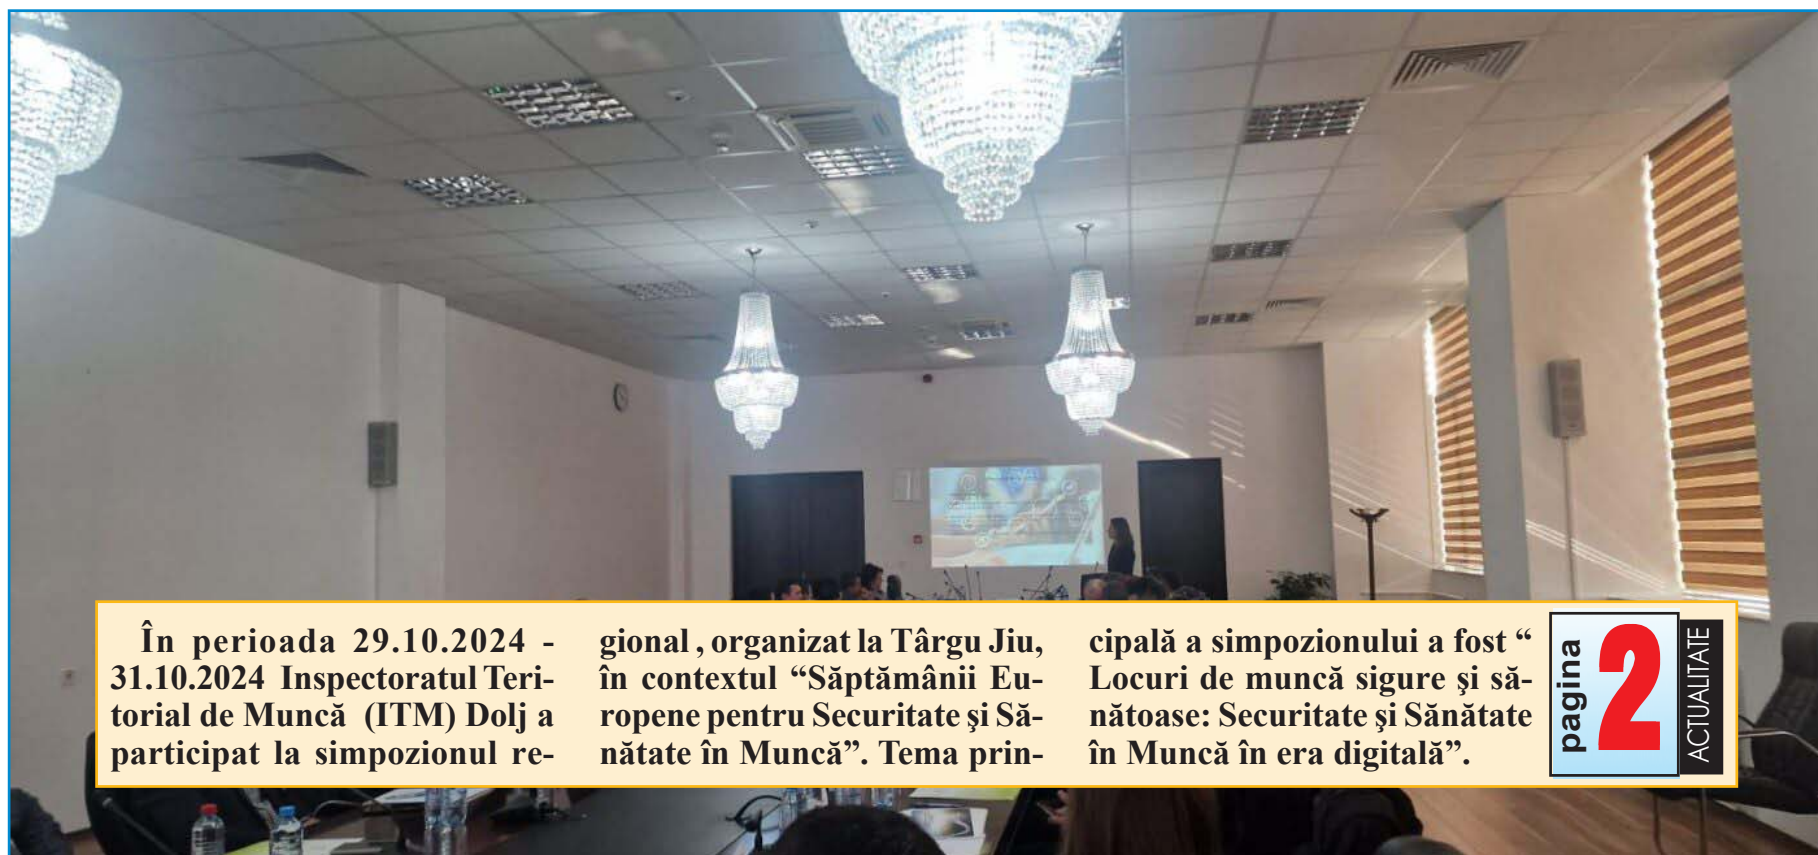 În perioada 29.10.2024 -
31.10.2024 Inspectoratul Teri-
torial de Muncă (ITM) Dolj a
participat la simpozionul re-
gional , organizat la Târgu Jiu,
în contextul “Săptămânii Eu-
ropene pentru Securitate şi Să-
nătate în Muncă”. Tema prin-
cipală a simpozionului a fost “
Locuri de muncă sigure şi să-
nătoase: Securitate şi Sănătate
în Muncă în era digitală”.
pagina
2
ACTUALITATE